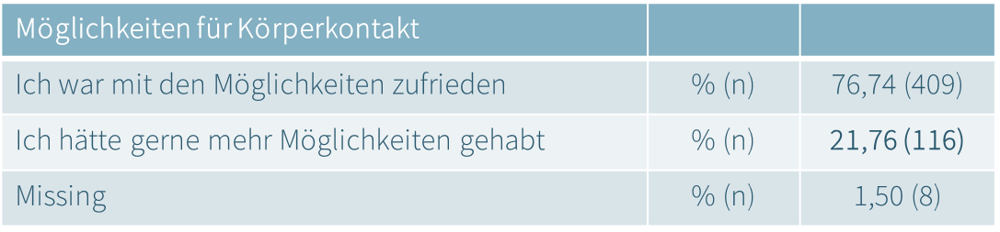 Möglichkeiten für Körperkontakt
Ich war mit den Möglichkeiten zufrieden % (n) 76,74 (409)
Ich hätte gerne mehr Möglichkeiten gehabt % (n) 21,76 (116)
Missing % (n) 1,50 (8)